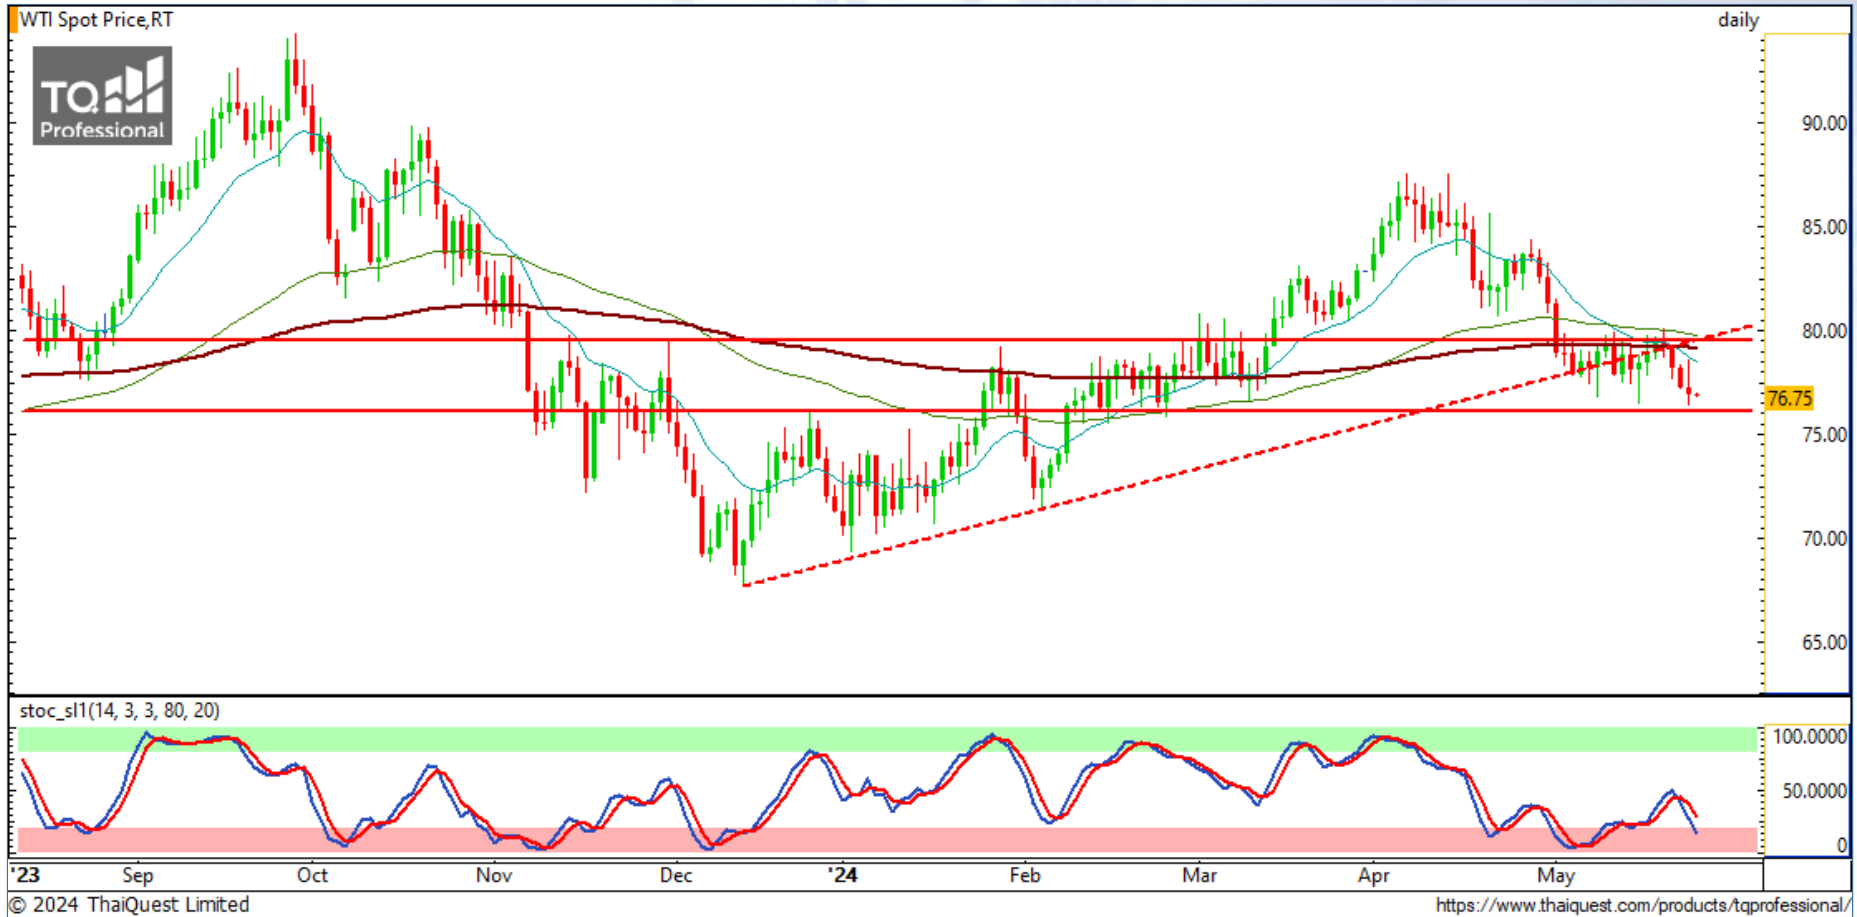 WTI Spot Price,RT
daily
TQ
Professional
90.00
85.00
80.00
76.75
75.00
70.00
65.00
stoc_sl1(14, 3, 3, 80, 20)
100.0000
50.0000
0
'23 Sep Oct Nov Dec '24 Feb Mar Apr May
© 2024 ThaiQuest Limited
https://www.thaiquest.com/products/tqprofessional/